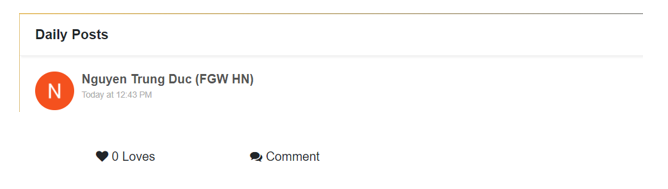 Daily Posts
N
Nguyen Trung Duc (FGW HN)
Today at 12:43 PM
0 Loves
Comment